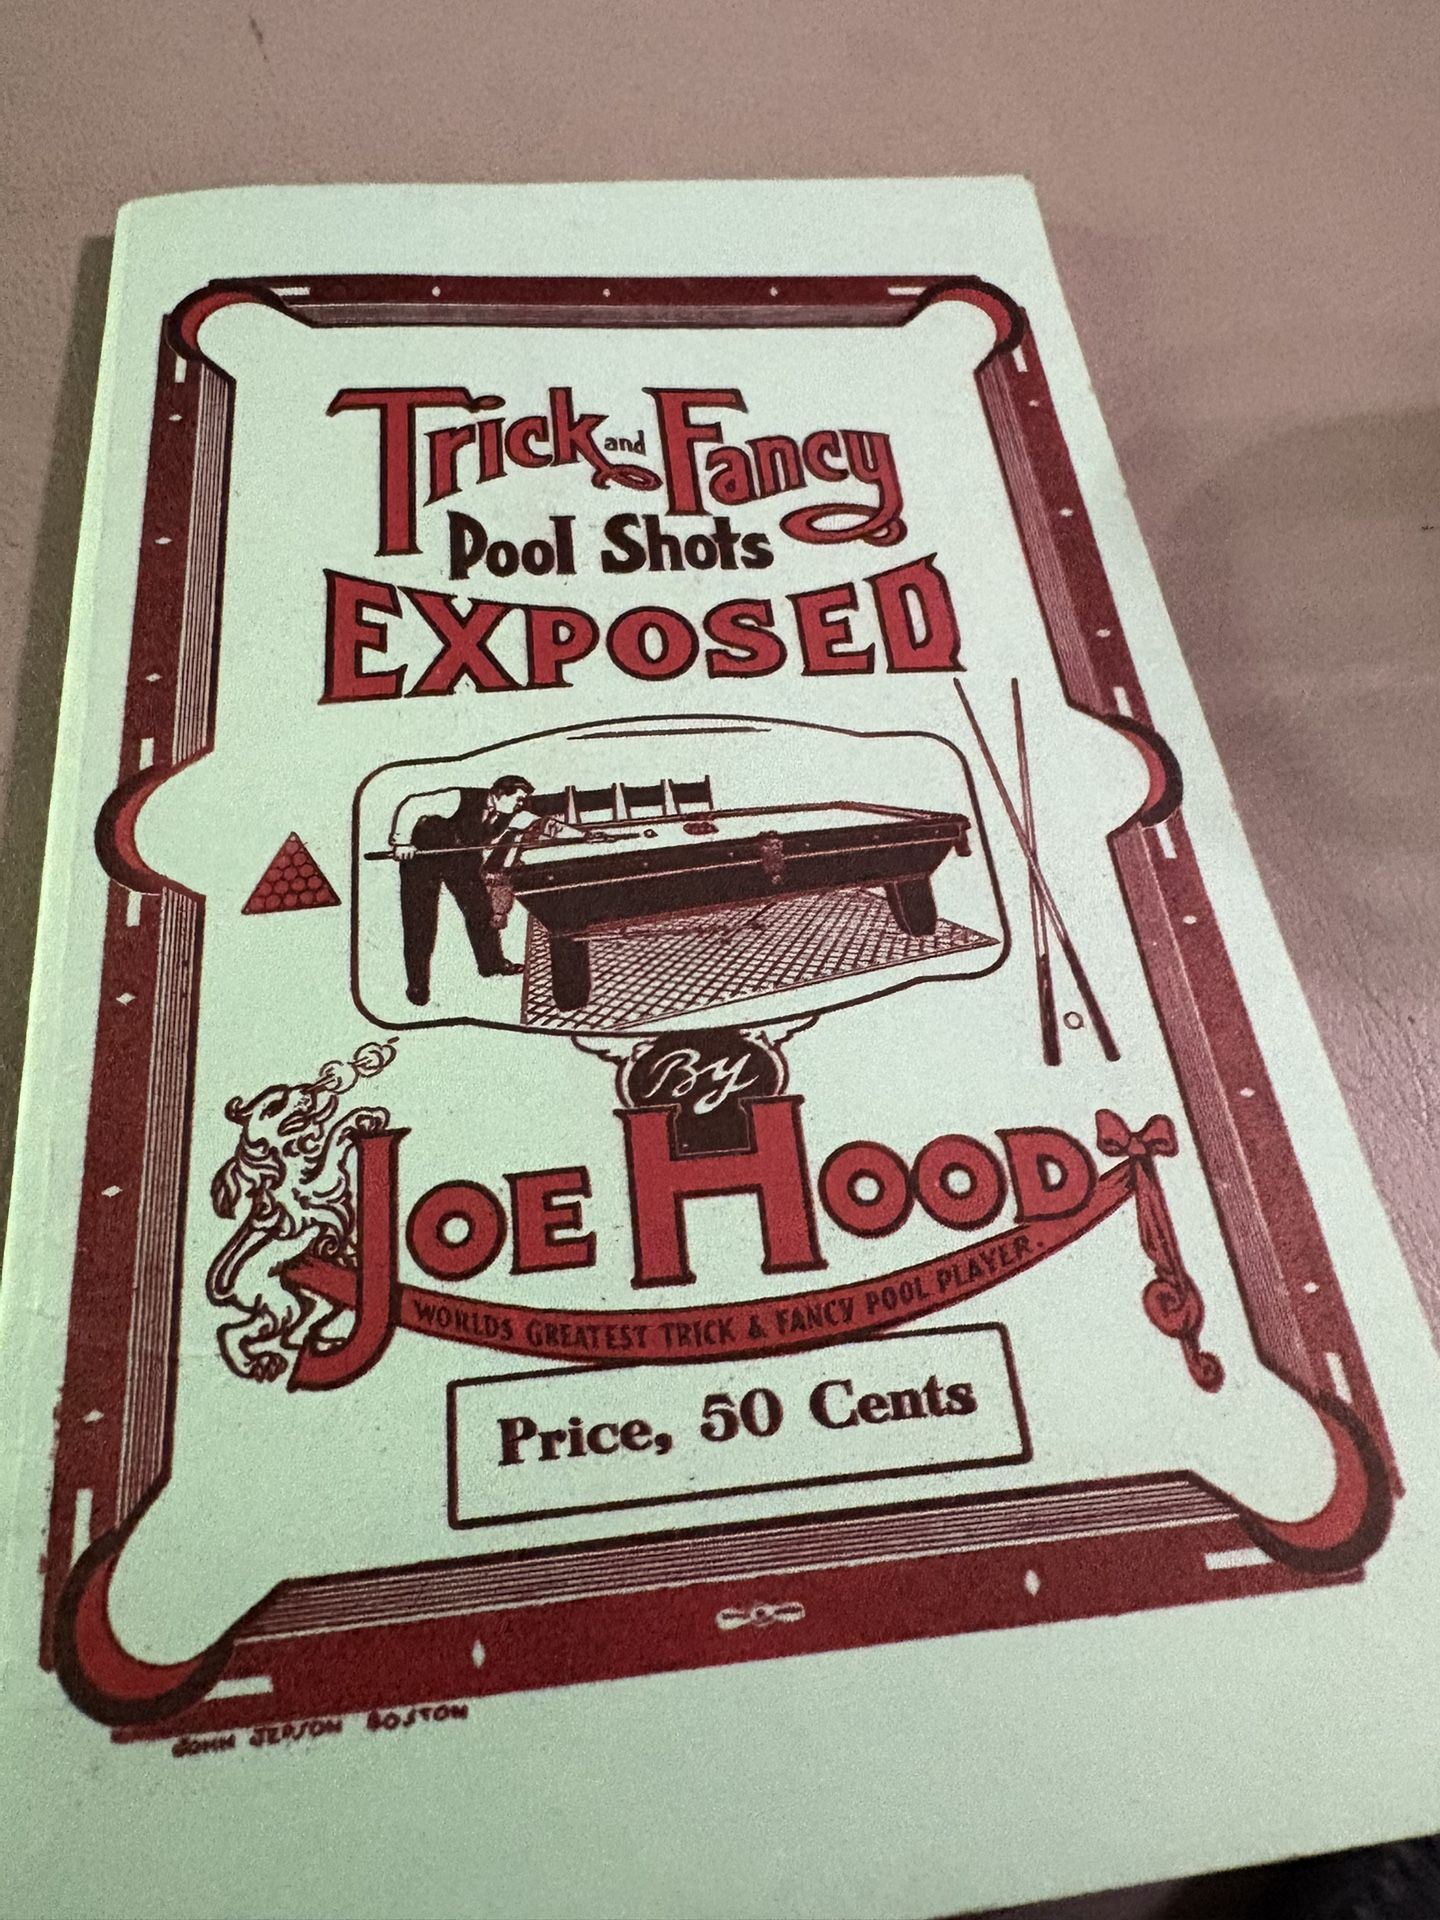 Trick and Fancy
Pool Shots
EXPOSED
By
JOE HOOD
WORLDS GREATEST TRICK & FANCY POOL PLAYER.
Price, 50 Cents
JOHN JEPSON BOSTON